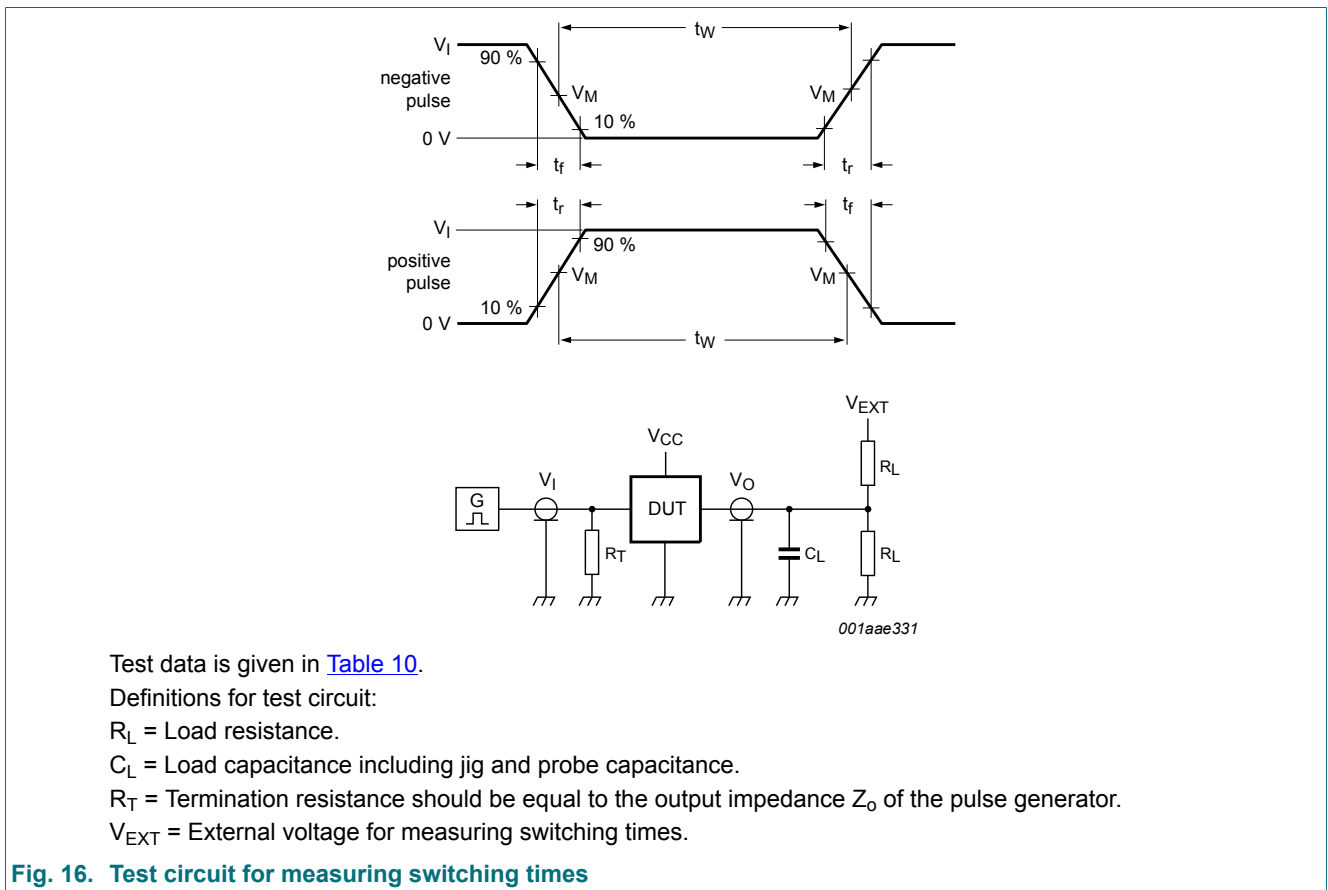 tW
VI
90 %
negative
pulse
VM
VM
10 %
0 V
tf
tr
tr
tf
VI
90 %
positive
pulse
VM
VM
10 %
0 V
tW
VEXT
VCC
RL
VI
VO
G
DUT
RT
CL
RL
001aae331
Test data is given in Table 10.
Definitions for test circuit:
RL = Load resistance.
CL = Load capacitance including jig and probe capacitance.
RT = Termination resistance should be equal to the output impedance Zo of the pulse generator.
VEXT = External voltage for measuring switching times.
Fig. 16. Test circuit for measuring switching times